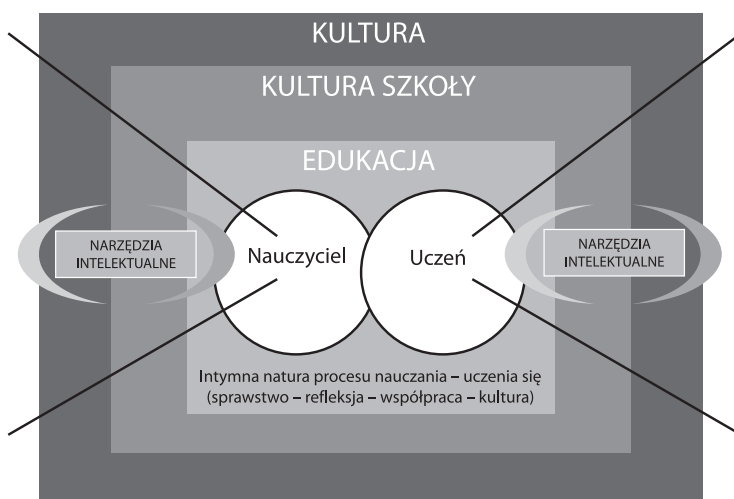 KULTURA
KULTURA SZKOŁY
EDUKACJA
NARZĘDZIA
INTELEKTUALNE
Nauczyciel
Uczeń
NARZĘDZIA
INTELEKTUALNE
Intymna natura procesu nauczania – uczenia się
(sprawstwo – refleksja – współpraca – kultura)